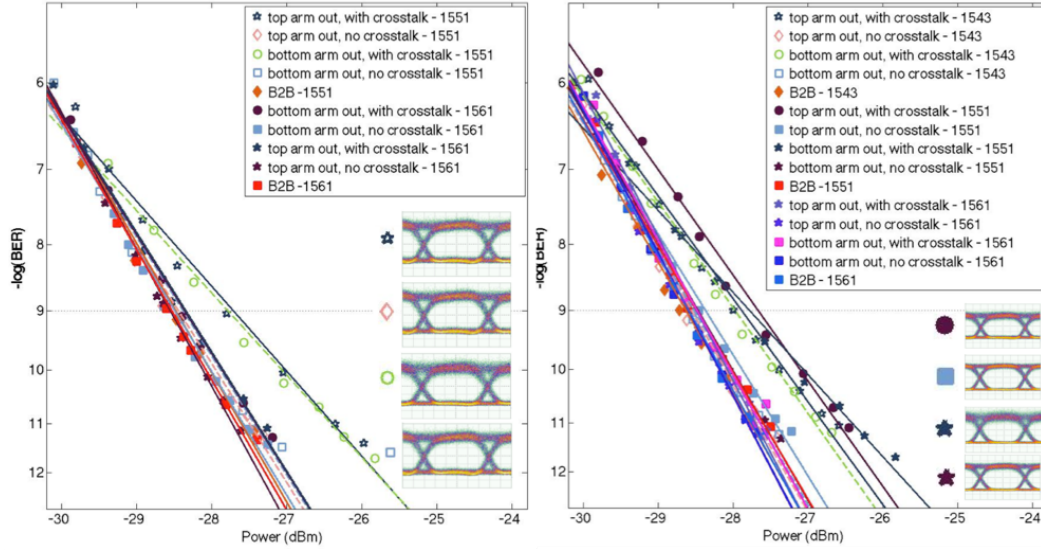 top arm out, with crosstalk - 1551
top arm out, no crosstalk - 1551
bottom arm out, with crosstalk - 1551
bottom arm out, no crosstalk - 1551
B2B -1551
bottom arm out, with crosstalk - 1561
bottom arm out, no crosstalk - 1561
top arm out, with crosstalk - 1561
top arm out, no crosstalk - 1561
B2B - 1561
-log(BER)
6
7
8
9
10
11
12
-30
-29
-28
-27
-26
-25
-24
Power (dBm)
top arm out, with crosstalk - 1543
top arm out, no crosstalk - 1543
bottom arm out, with crosstalk - 1543
bottom arm out, no crosstalk - 1543
B2B - 1543
top arm out, with crosstalk - 1551
top arm out, no crosstalk - 1551
bottom arm out, with crosstalk - 1551
bottom arm out, no crosstalk - 1551
B2B -1551
top arm out, with crosstalk - 1561
top arm out, no crosstalk - 1561
bottom arm out, with crosstalk - 1561
bottom arm out, no crosstalk - 1561
B2B - 1561
-log(BER)
6
7
8
9
10
11
12
-30
-29
-28
-27
-26
-25
-24
Power (dBm)